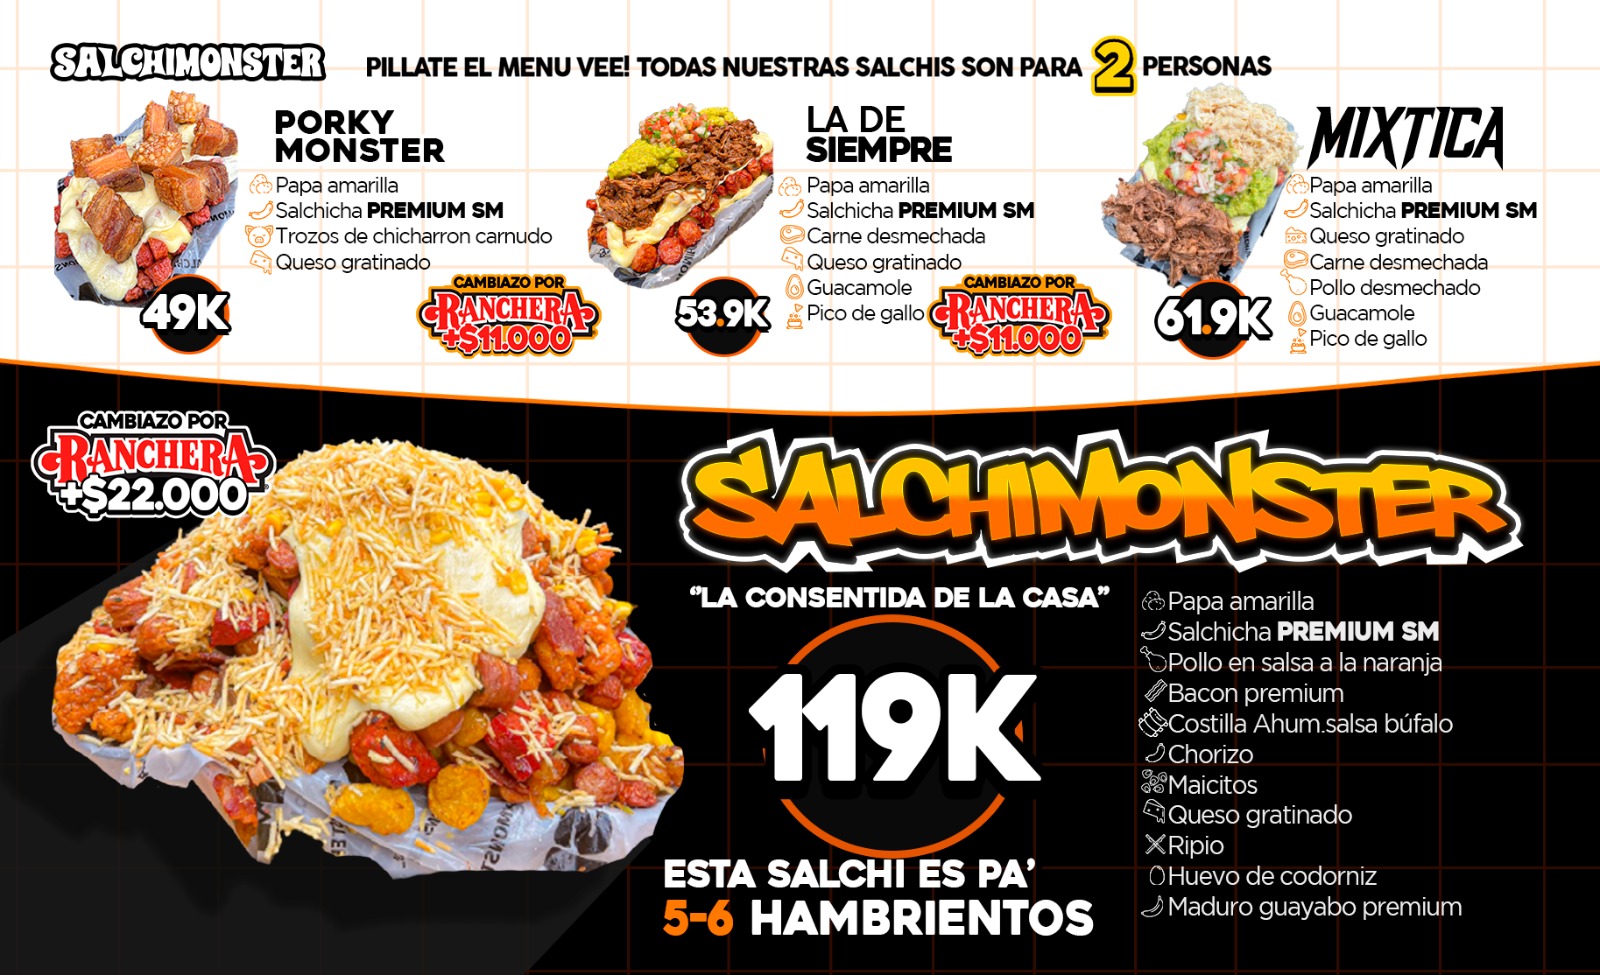 SALCHIMONSTER
PILLATE EL MENU VEE! TODAS NUESTRAS SALCHIS SON PARA 2 PERSONAS
PORKY
MONSTER
Papa amarilla
Salchicha PREMIUM SM
Trozos de chicharron carnudo
Queso gratinado
49K
CAMBIAZO POR
RANCHERA
+$11.000
LA DE
SIEMPRE
Papa amarilla
Salchicha PREMIUM SM
Carne desmechada
Queso gratinado
Guacamole
Pico de gallo
53.9K
CAMBIAZO POR
RANCHERA
+$11.000
MIXTICA
Papa amarilla
Salchicha PREMIUM SM
Queso gratinado
Carne desmechada
Pollo desmechado
Guacamole
Pico de gallo
61.9K
CAMBIAZO POR
RANCHERA
+$22.000
SALCHIMONSTER
"LA CONSENTIDA DE LA CASA"
119K
ESTA SALCHI ES PA'
5-6 HAMBRIENTOS
Papa amarilla
Salchicha PREMIUM SM
Pollo en salsa a la naranja
Bacon premium
Costilla Ahum.salsa búfalo
Chorizo
Maicitos
Queso gratinado
Ripio
Huevo de codorniz
Maduro guayabo premium